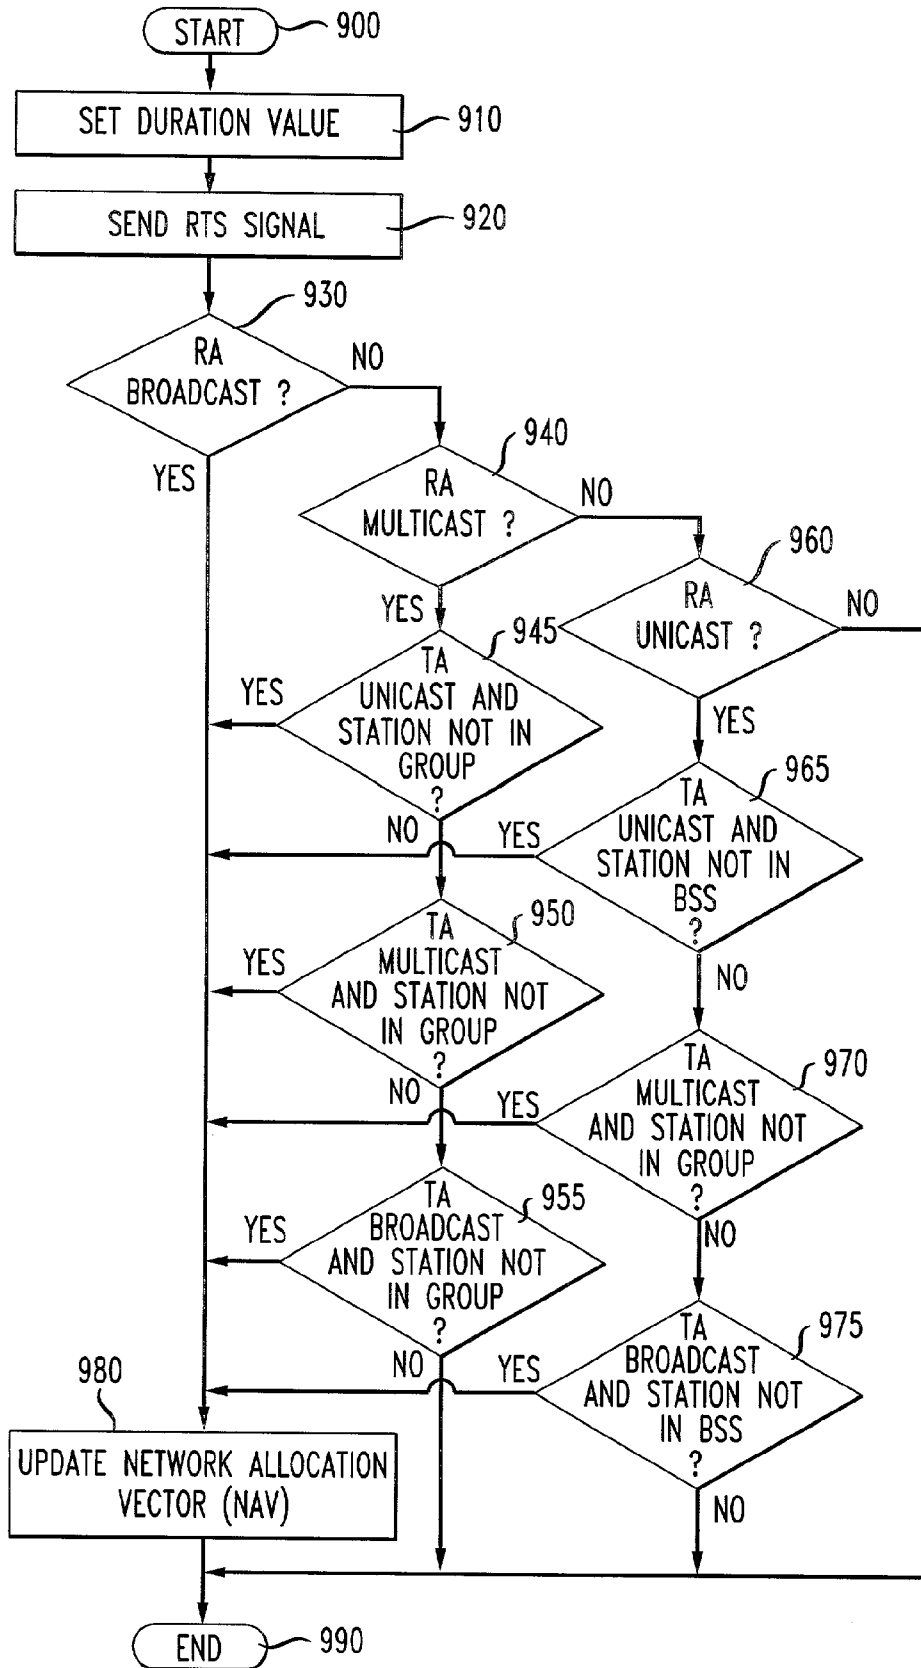 START
900
SET DURATION VALUE
910
SEND RTS SIGNAL
920
930
RA
BROADCAST ?
NO
YES
940
RA
MULTICAST ?
NO
YES
960
RA
UNICAST ?
NO
YES
945
TA
UNICAST AND
STATION NOT IN
GROUP
?
YES
NO
965
TA
UNICAST AND
STATION NOT IN
BSS
?
YES
NO
950
TA
MULTICAST
AND STATION NOT
IN GROUP
?
YES
NO
970
TA
MULTICAST
AND STATION NOT
IN GROUP
?
YES
NO
955
TA
BROADCAST
AND STATION NOT
IN GROUP
?
YES
NO
975
TA
BROADCAST
AND STATION NOT
IN BSS
?
YES
NO
980
UPDATE NETWORK ALLOCATION
VECTOR (NAV)
END
990